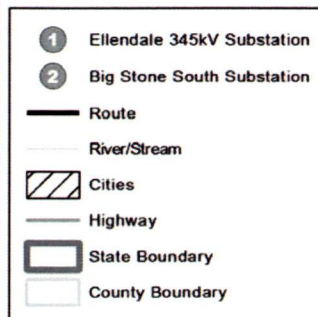 1 Ellendale 345kV Substation
2 Big Stone South Substation
Route
River/Stream
Cities
Highway
State Boundary
County Boundary